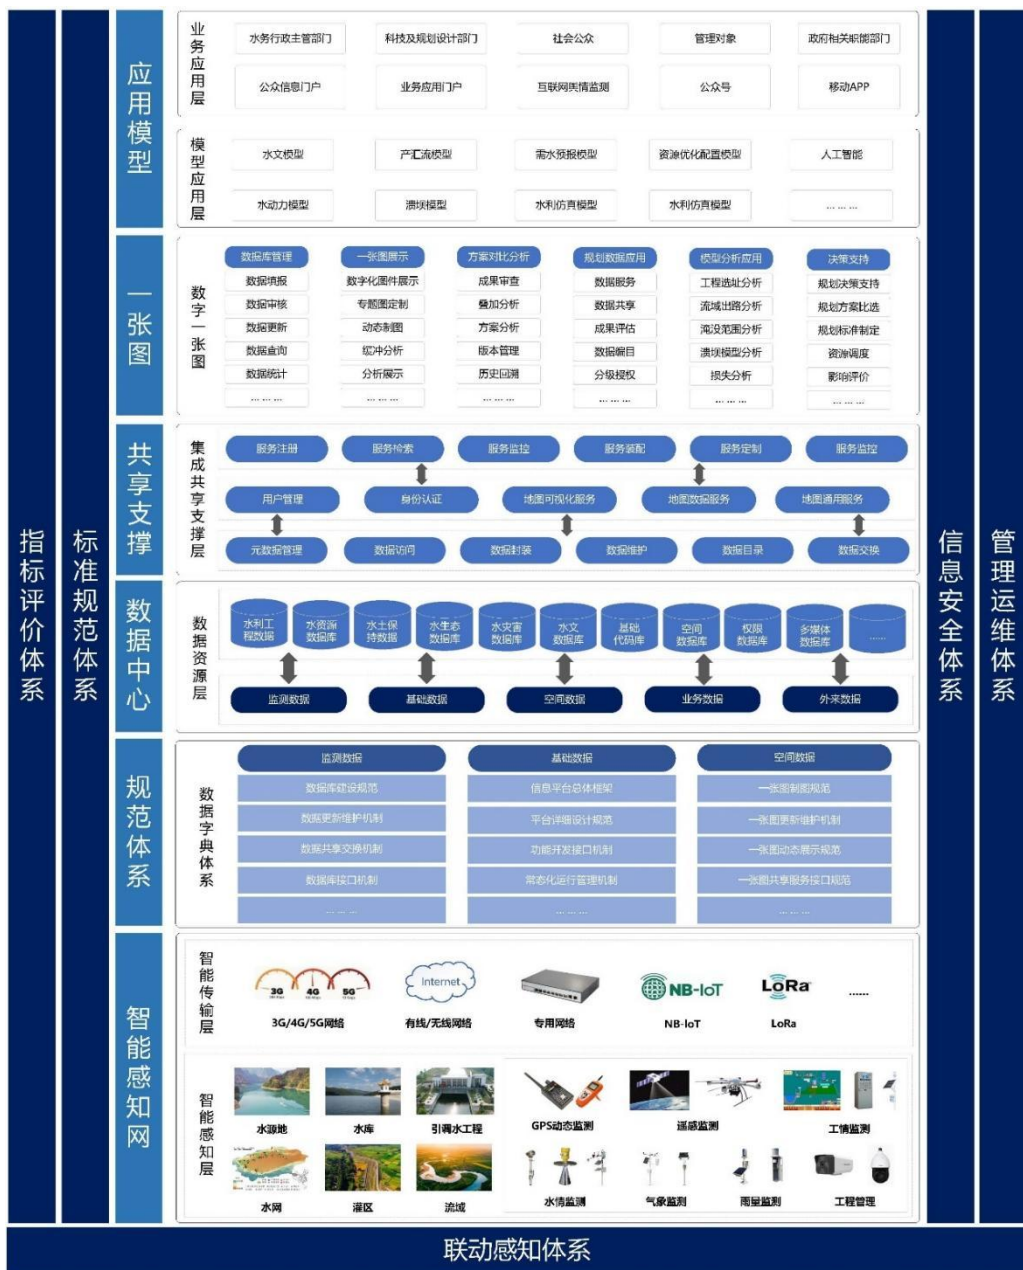 指标评价体系
标准规范体系
应用模型
业务应用层
水务行政主管部门
科技及规划设计部门
社会公众
管理对象
政府相关职能部门
公众信息门户
业务应用门户
互联网舆情监测
公众号
移动APP
模型应用层
水文模型
产汇流模型
需水预报模型
资源优化配置模型
人工智能
水动力模型
溃坝模型
水利仿真模型
水利仿真模型
………
一张图
数字一张图
数据库管理
一张图展示
方案对比分析
规划数据应用
模型分析应用
决策支持
数据填报
数字化图件展示
成果审查
数据服务
工程选址分析
规划决策支持
数据审核
专题图定制
叠加分析
数据共享
流域出路分析
规划方案比选
数据更新
动态制图
方案分析
成果评估
淹没范围分析
规划标准制定
数据查询
缓冲分析
版本管理
数据编目
溃坝模型分析
资源调度
数据统计
分析展示
历史回溯
分级授权
损失分析
影响评价
………
………
………
………
………
………
共享支撑
集成共享支撑层
服务注册
服务检索
服务监控
服务装配
服务定制
服务监控
用户管理
身份认证
地图可视化服务
地图数据服务
地图通用服务
元数据管理
数据访问
数据封装
数据维护
数据目录
数据交换
数据中心
数据资源层
水利工程数据
水资源数据库
水土保持数据
水生态数据库
水灾害数据库
水文数据库
基础代码库
空间数据库
权限数据库
多媒体数据库
……
监测数据
基础数据
空间数据
业务数据
外来数据
规范体系
数据字典体系
监测数据
基础数据
空间数据
数据库建设规范
信息平台总体框架
一张图制图规范
数据更新维护机制
平台详细设计规范
一张图更新维护机制
数据共享交换机制
功能开发接口机制
一张图动态展示规范
数据库接口机制
常态化运行管理机制
一张图共享服务接口规范
………
………
………
智能感知网
智能传输层
3G
4G
5G
Internet
NB-IoT
LoRa
……
3G/4G/5G网络
有线/无线网络
专用网络
NB-IoT
LoRa
智能感知层
水源地
水库
引调水工程
GPS动态监测
遥感监测
工情监测
水网
灌区
流域
水情监测
气象监测
雨量监测
工程管理
信息安全体系
管理运维体系
联动感知体系